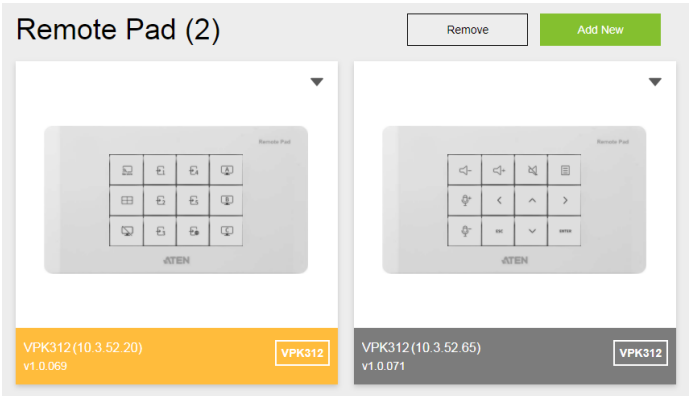 Remote Pad (2)
Remove
Add New
Remote Pad
A
B
C
ATEN
Remote Pad
ESC
ENTER
ATEN
VPK312(10.3.52.20)
v1.0.069
VPK312
VPK312(10.3.52.65)
v1.0.071
VPK312